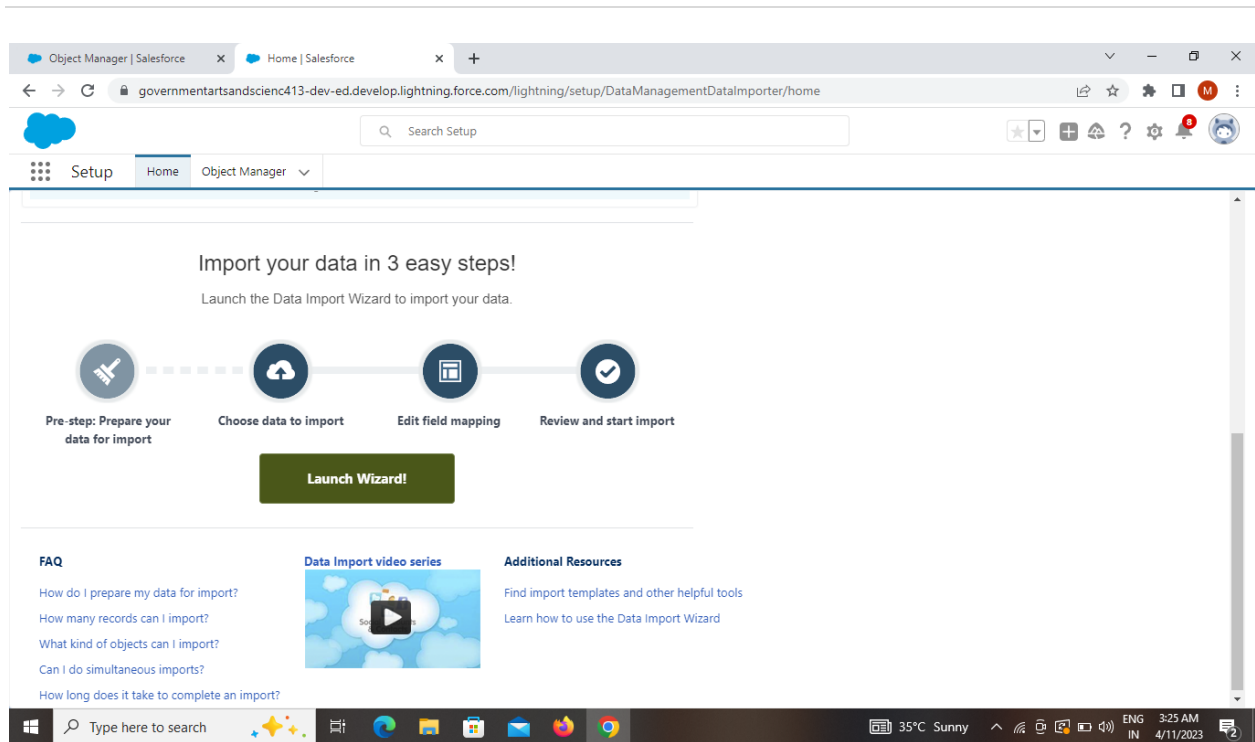 Object Manager | Salesforce
Home | Salesforce
governmentartsandscienc413-dev-ed.develop.lightning.force.com/lightning/setup/DataManagementDataImporter/home
M
Search Setup
8
Setup
Home
Object Manager
Import your data in 3 easy steps!
Launch the Data Import Wizard to import your data.
Pre-step: Prepare your
data for import
Choose data to import
Edit field mapping
Review and start import
Launch Wizard!
FAQ
How do I prepare my data for import?
How many records can I import?
What kind of objects can I import?
Can I do simultaneous imports?
How long does it take to complete an import?
Data Import video series
Additional Resources
Find import templates and other helpful tools
Learn how to use the Data Import Wizard
Type here to search
35°C Sunny
ENG
IN
3:25 AM
4/11/2023
2